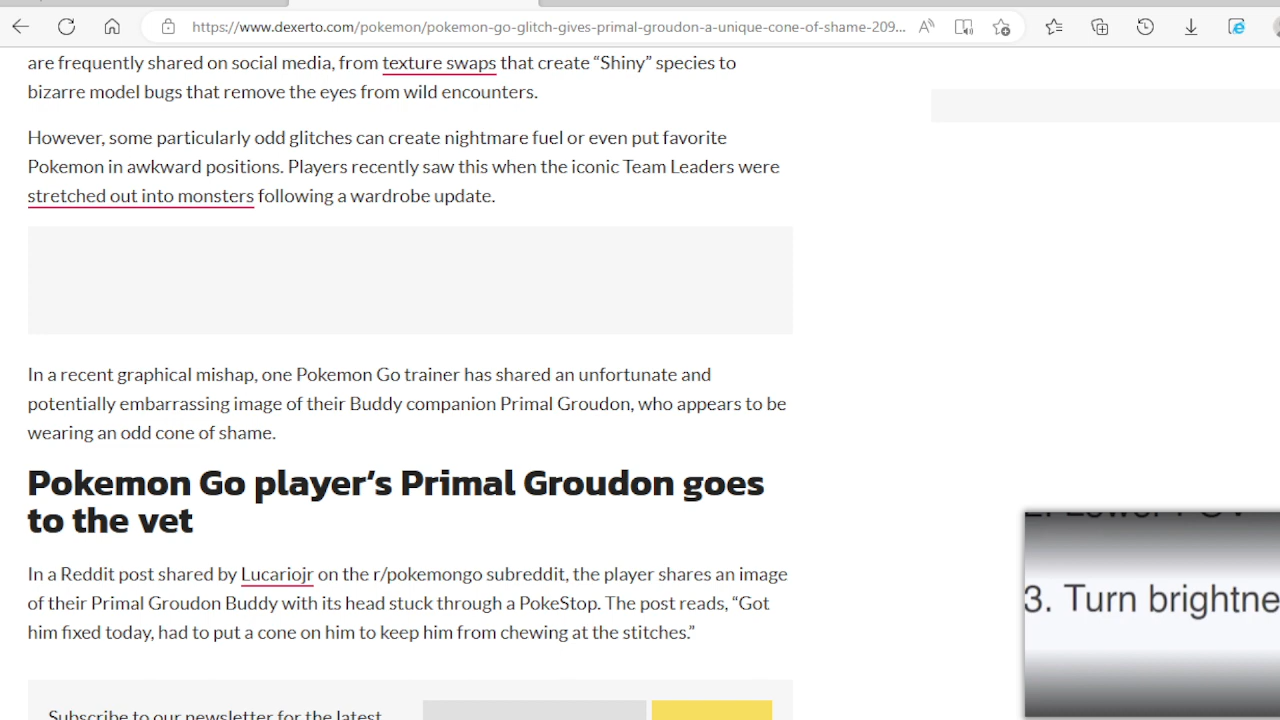 https://www.dexerto.com/pokemon/pokemon-go-glitch-gives-primal-groudon-a-unique-cone-of-shame-209...
are frequently shared on social media, from texture swaps that create “Shiny” species to
bizarre model bugs that remove the eyes from wild encounters.
However, some particularly odd glitches can create nightmare fuel or even put favorite
Pokemon in awkward positions. Players recently saw this when the iconic Team Leaders were
stretched out into monsters following a wardrobe update.
In a recent graphical mishap, one Pokemon Go trainer has shared an unfortunate and
potentially embarrassing image of their Buddy companion Primal Groudon, who appears to be
wearing an odd cone of shame.
Pokemon Go player’s Primal Groudon goes
to the vet
In a Reddit post shared by Lucariojr on the r/pokemongo subreddit, the player shares an image
of their Primal Groudon Buddy with its head stuck through a PokeStop. The post reads, “Got
him fixed today, had to put a cone on him to keep him from chewing at the stitches.”
Subscribe to our newsletter for the latest
3. Turn brightne